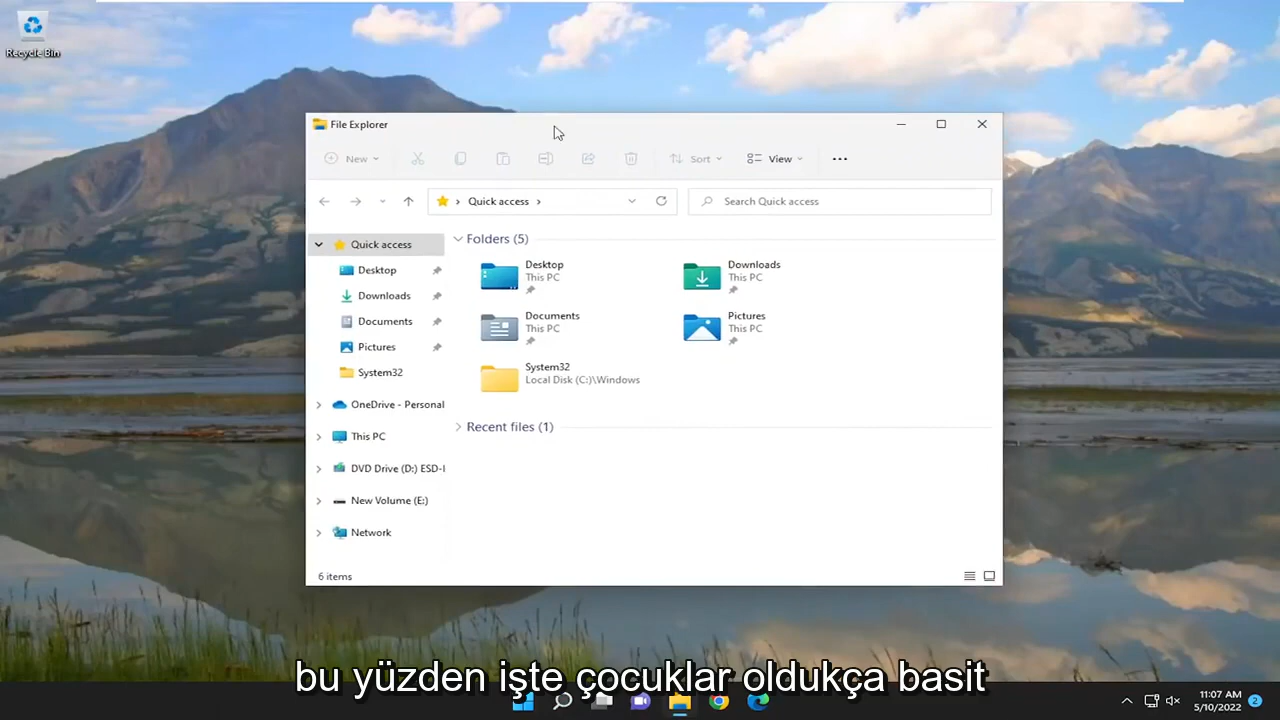 Recycle Bin
File Explorer
New
Sort
View
Quick access
Search Quick access
Quick access
Desktop
Downloads
Documents
Pictures
System32
OneDrive - Personal
This PC
DVD Drive (D:) ESD-I
New Volume (E:)
Network
Folders (5)
Desktop
This PC
Downloads
This PC
Documents
This PC
Pictures
This PC
System32
Local Disk (C:)\Windows
Recent files (1)
6 items
bu yüzden işte çocuklar oldukça basit
11:07 AM
5/10/2022
2